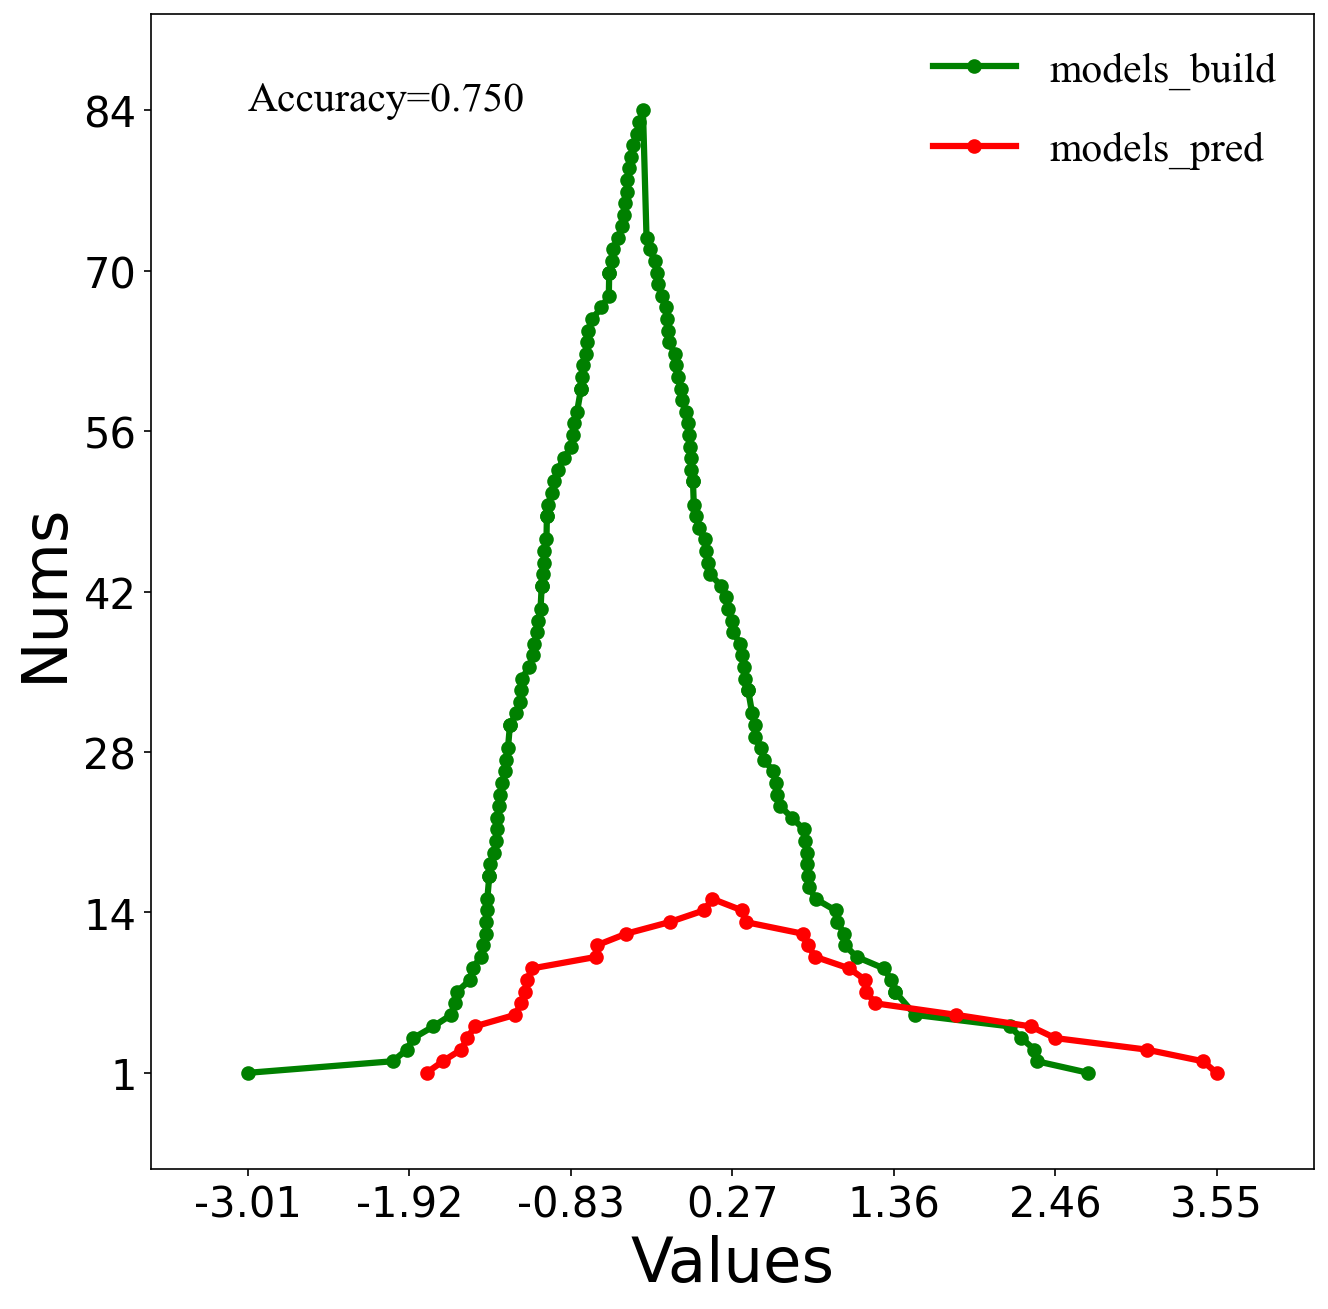 Accuracy=0.750
models_build
models_pred
84
70
56
42
28
14
1
Nums
-3.01 -1.92 -0.83 0.27 1.36 2.46 3.55
Values